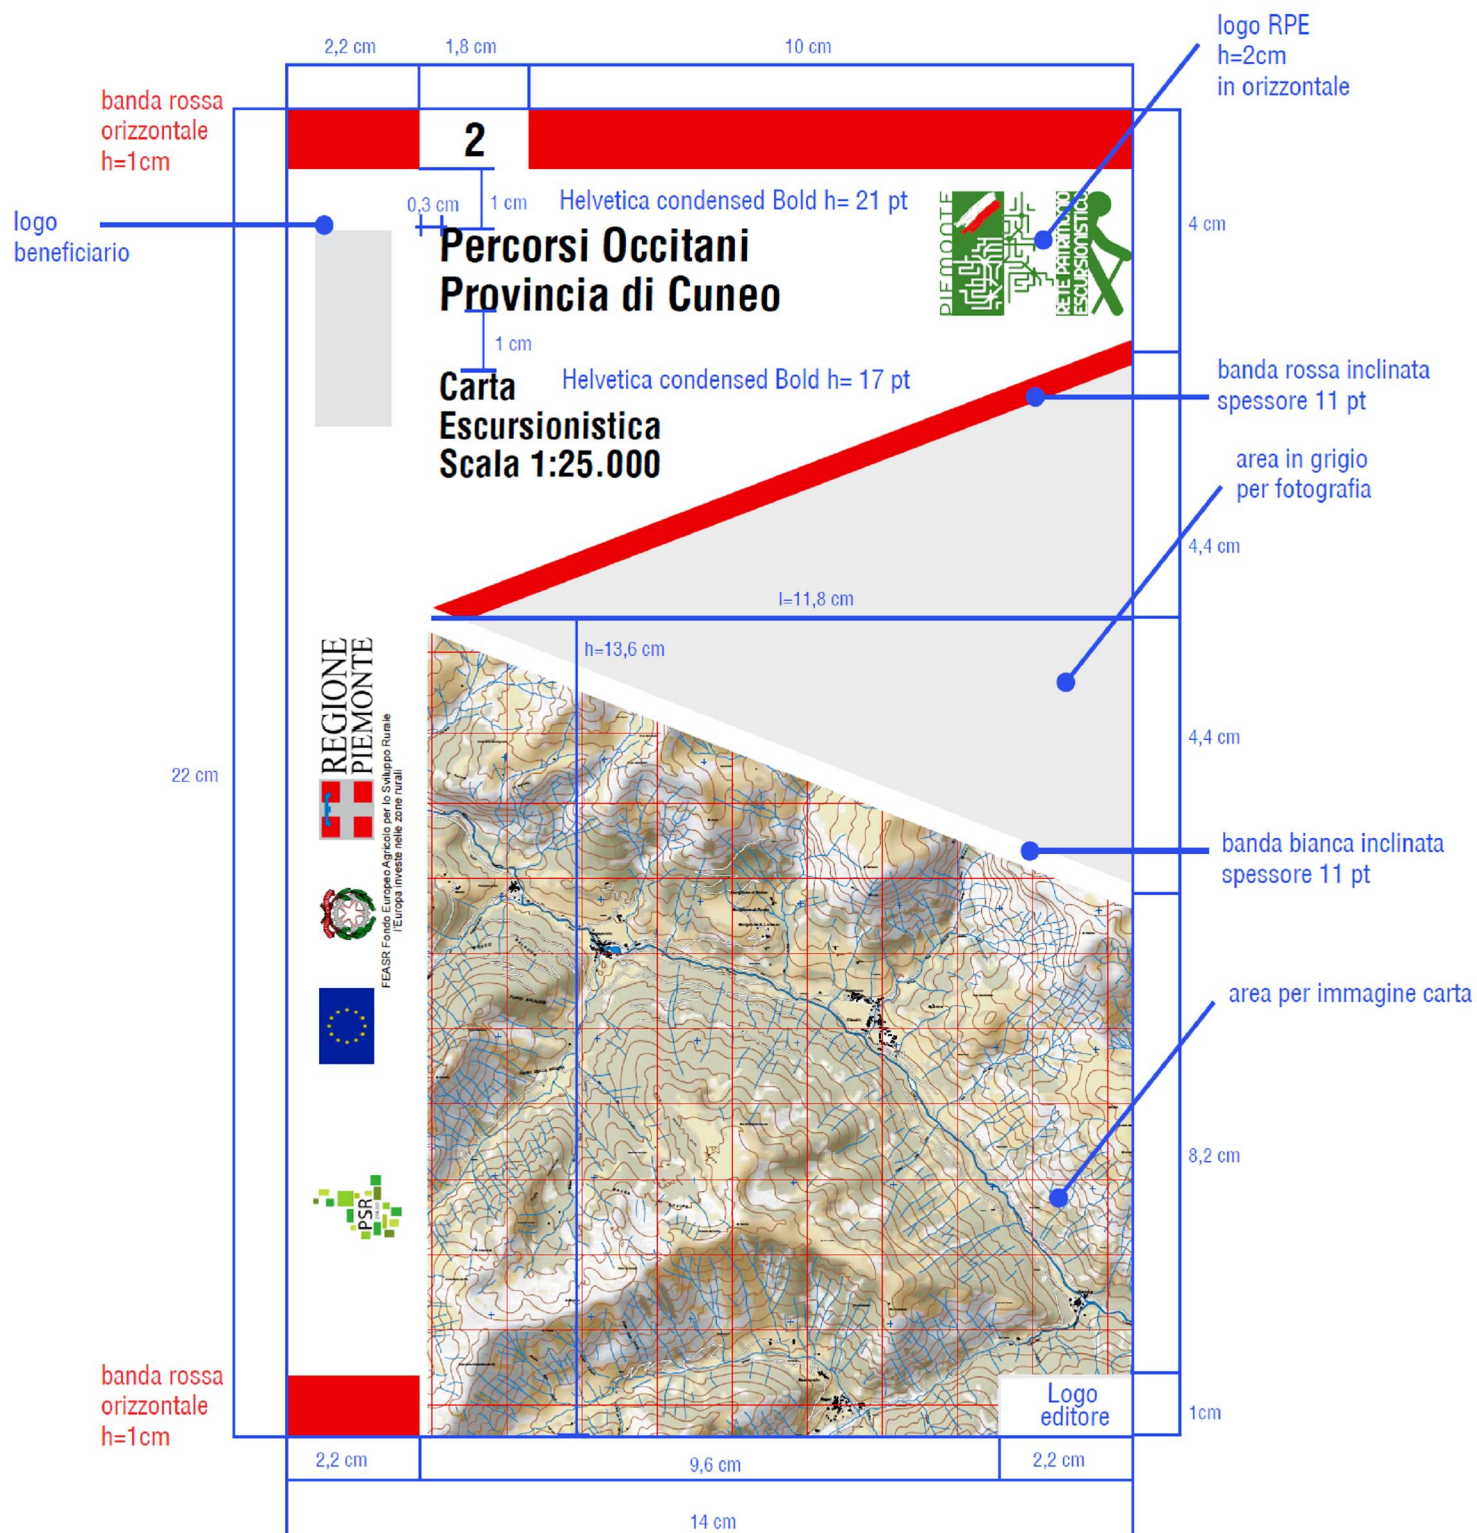 2,2 cm
1,8 cm
10 cm
logo RPE
h=2cm
in orizzontale
banda rossa
orizzontale
h=1cm
2
0,3 cm
1 cm
Helvetica condensed Bold h= 21 pt
logo
beneficiario
Percorsi Occitani
Provincia di Cuneo
PIEMONTE
RETE PATRIMONIO
ESCURSIONISTICO
4 cm
1 cm
Carta
Escursionistica
Scala 1:25.000
Helvetica condensed Bold h= 17 pt
banda rossa inclinata
spessore 11 pt
area in grigio
per fotografia
4,4 cm
l=11,8 cm
h=13,6 cm
REGIONE
PIEMONTE
FEASR Fondo Europeo Agricolo per lo Sviluppo Rurale
l'Europa investe nelle zone rurali
22 cm
4,4 cm
banda bianca inclinata
spessore 11 pt
area per immagine carta
PSR
8,2 cm
banda rossa
orizzontale
h=1cm
Logo
editore
1cm
2,2 cm
9,6 cm
2,2 cm
14 cm